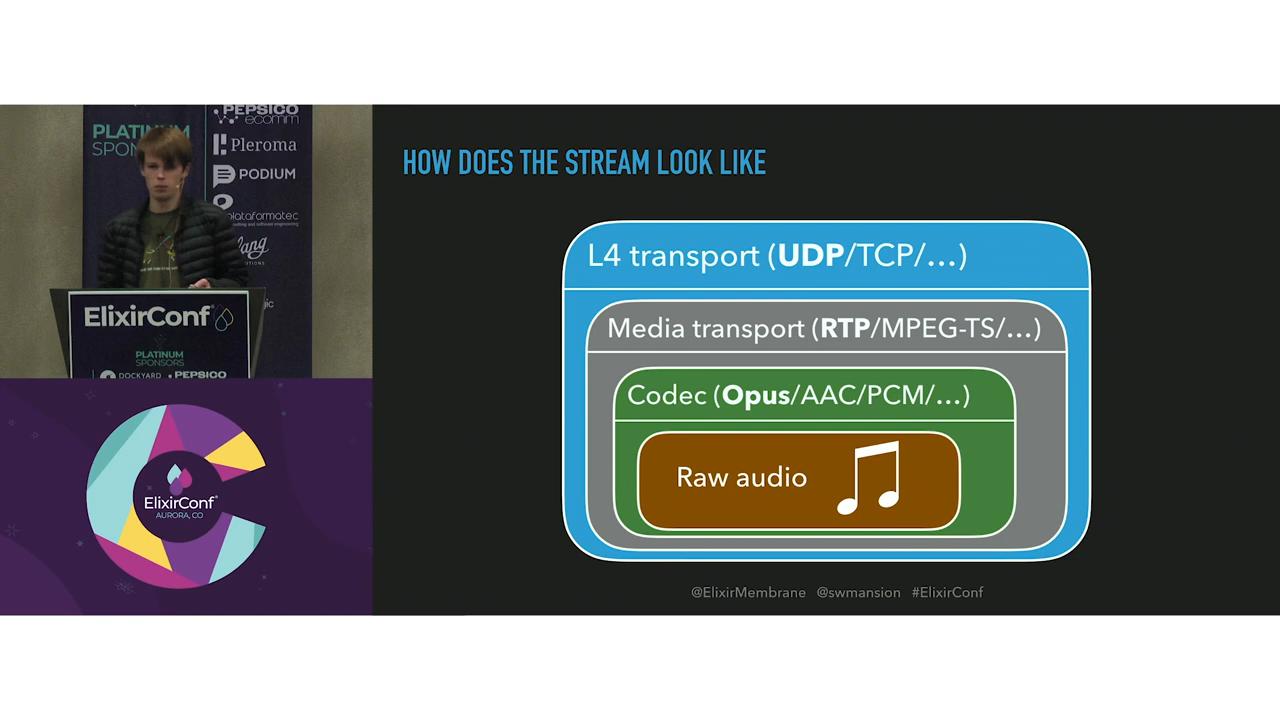 PLATINUM
PEPSICO
ecomm
Pleroma
PODIUM
plataformatec
ElixirConf
PLATINUM
SPONSORS
DOCKYARD
PEPSICO
ElixirConf
AURORA, CO
HOW DOES THE STREAM LOOK LIKE
L4 transport (UDP/TCP/…)
Media transport (RTP/MPEG-TS/…)
Codec (Opus/AAC/PCM/…)
Raw audio
@ElixirMembrane @swmansion #ElixirConf